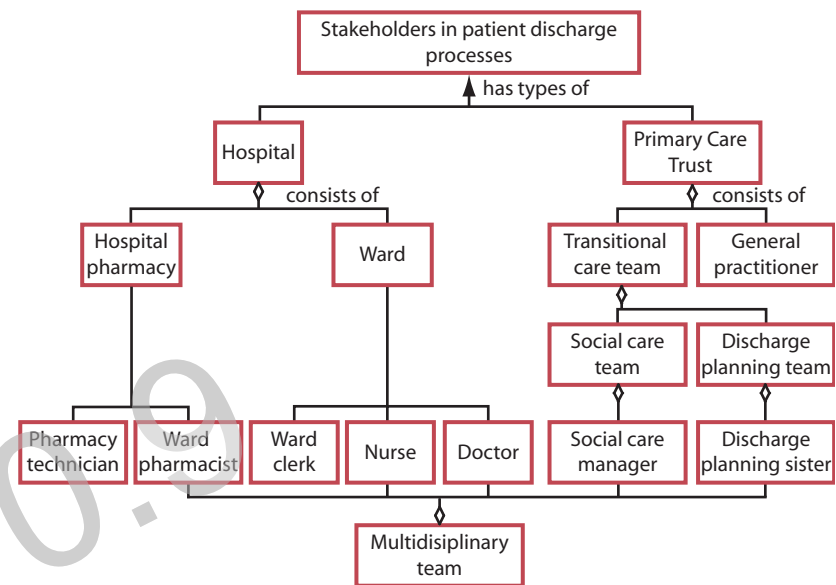 Stakeholders in patient discharge
processes
has types of
Hospital
Primary Care
Trust
consists of
consists of
Hospital
pharmacy
Ward
Transitional
care team
General
practitioner
Social care
team
Discharge
planning team
Pharmacy
technician
Ward
pharmacist
Ward
clerk
Nurse
Doctor
Social care
manager
Discharge
planning sister
Multidisiplinary
team
0.9